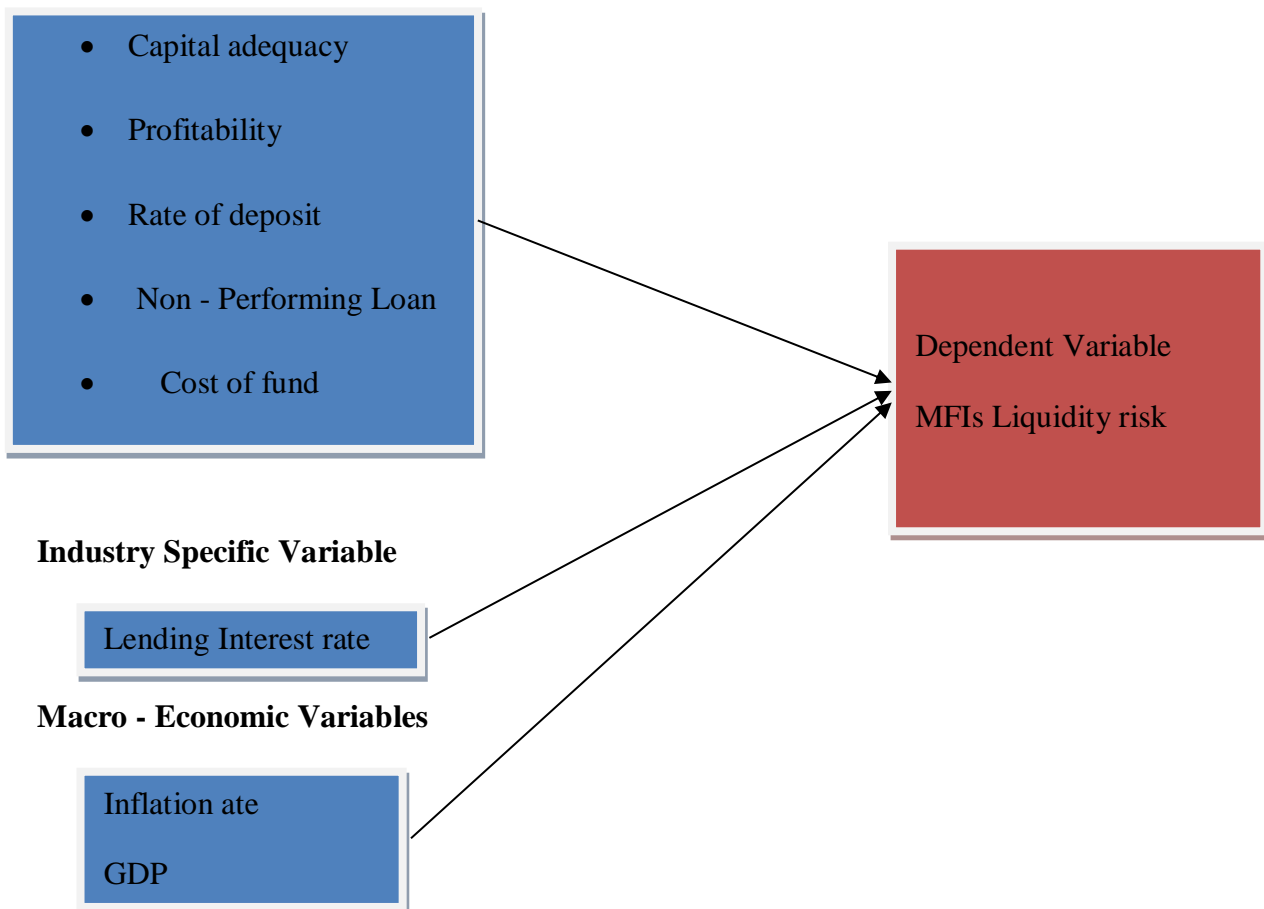 • Capital adequacy
• Profitability
• Rate of deposit
• Non - Performing Loan
• Cost of fund
Dependent Variable
MFIs Liquidity risk
Industry Specific Variable
Lending Interest rate
Macro - Economic Variables
Inflation ate
GDP